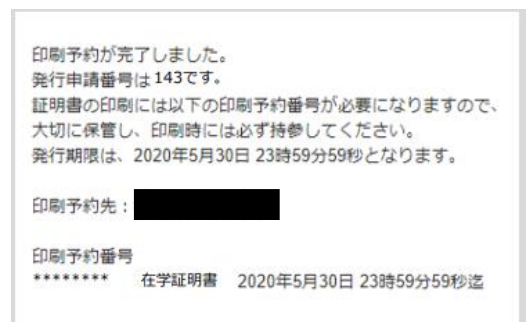 印刷予約が完了しました。
発行申請番号は143です。
証明書の印刷には以下の印刷予約番号が必要になりますので、
大切に保管し、印刷時には必ず持参してください。
発行期限は、2020年5月30日 23時59分59秒となります。
印刷予約先：
印刷予約番号
******** 在学証明書 2020年5月30日 23時59分59秒迄